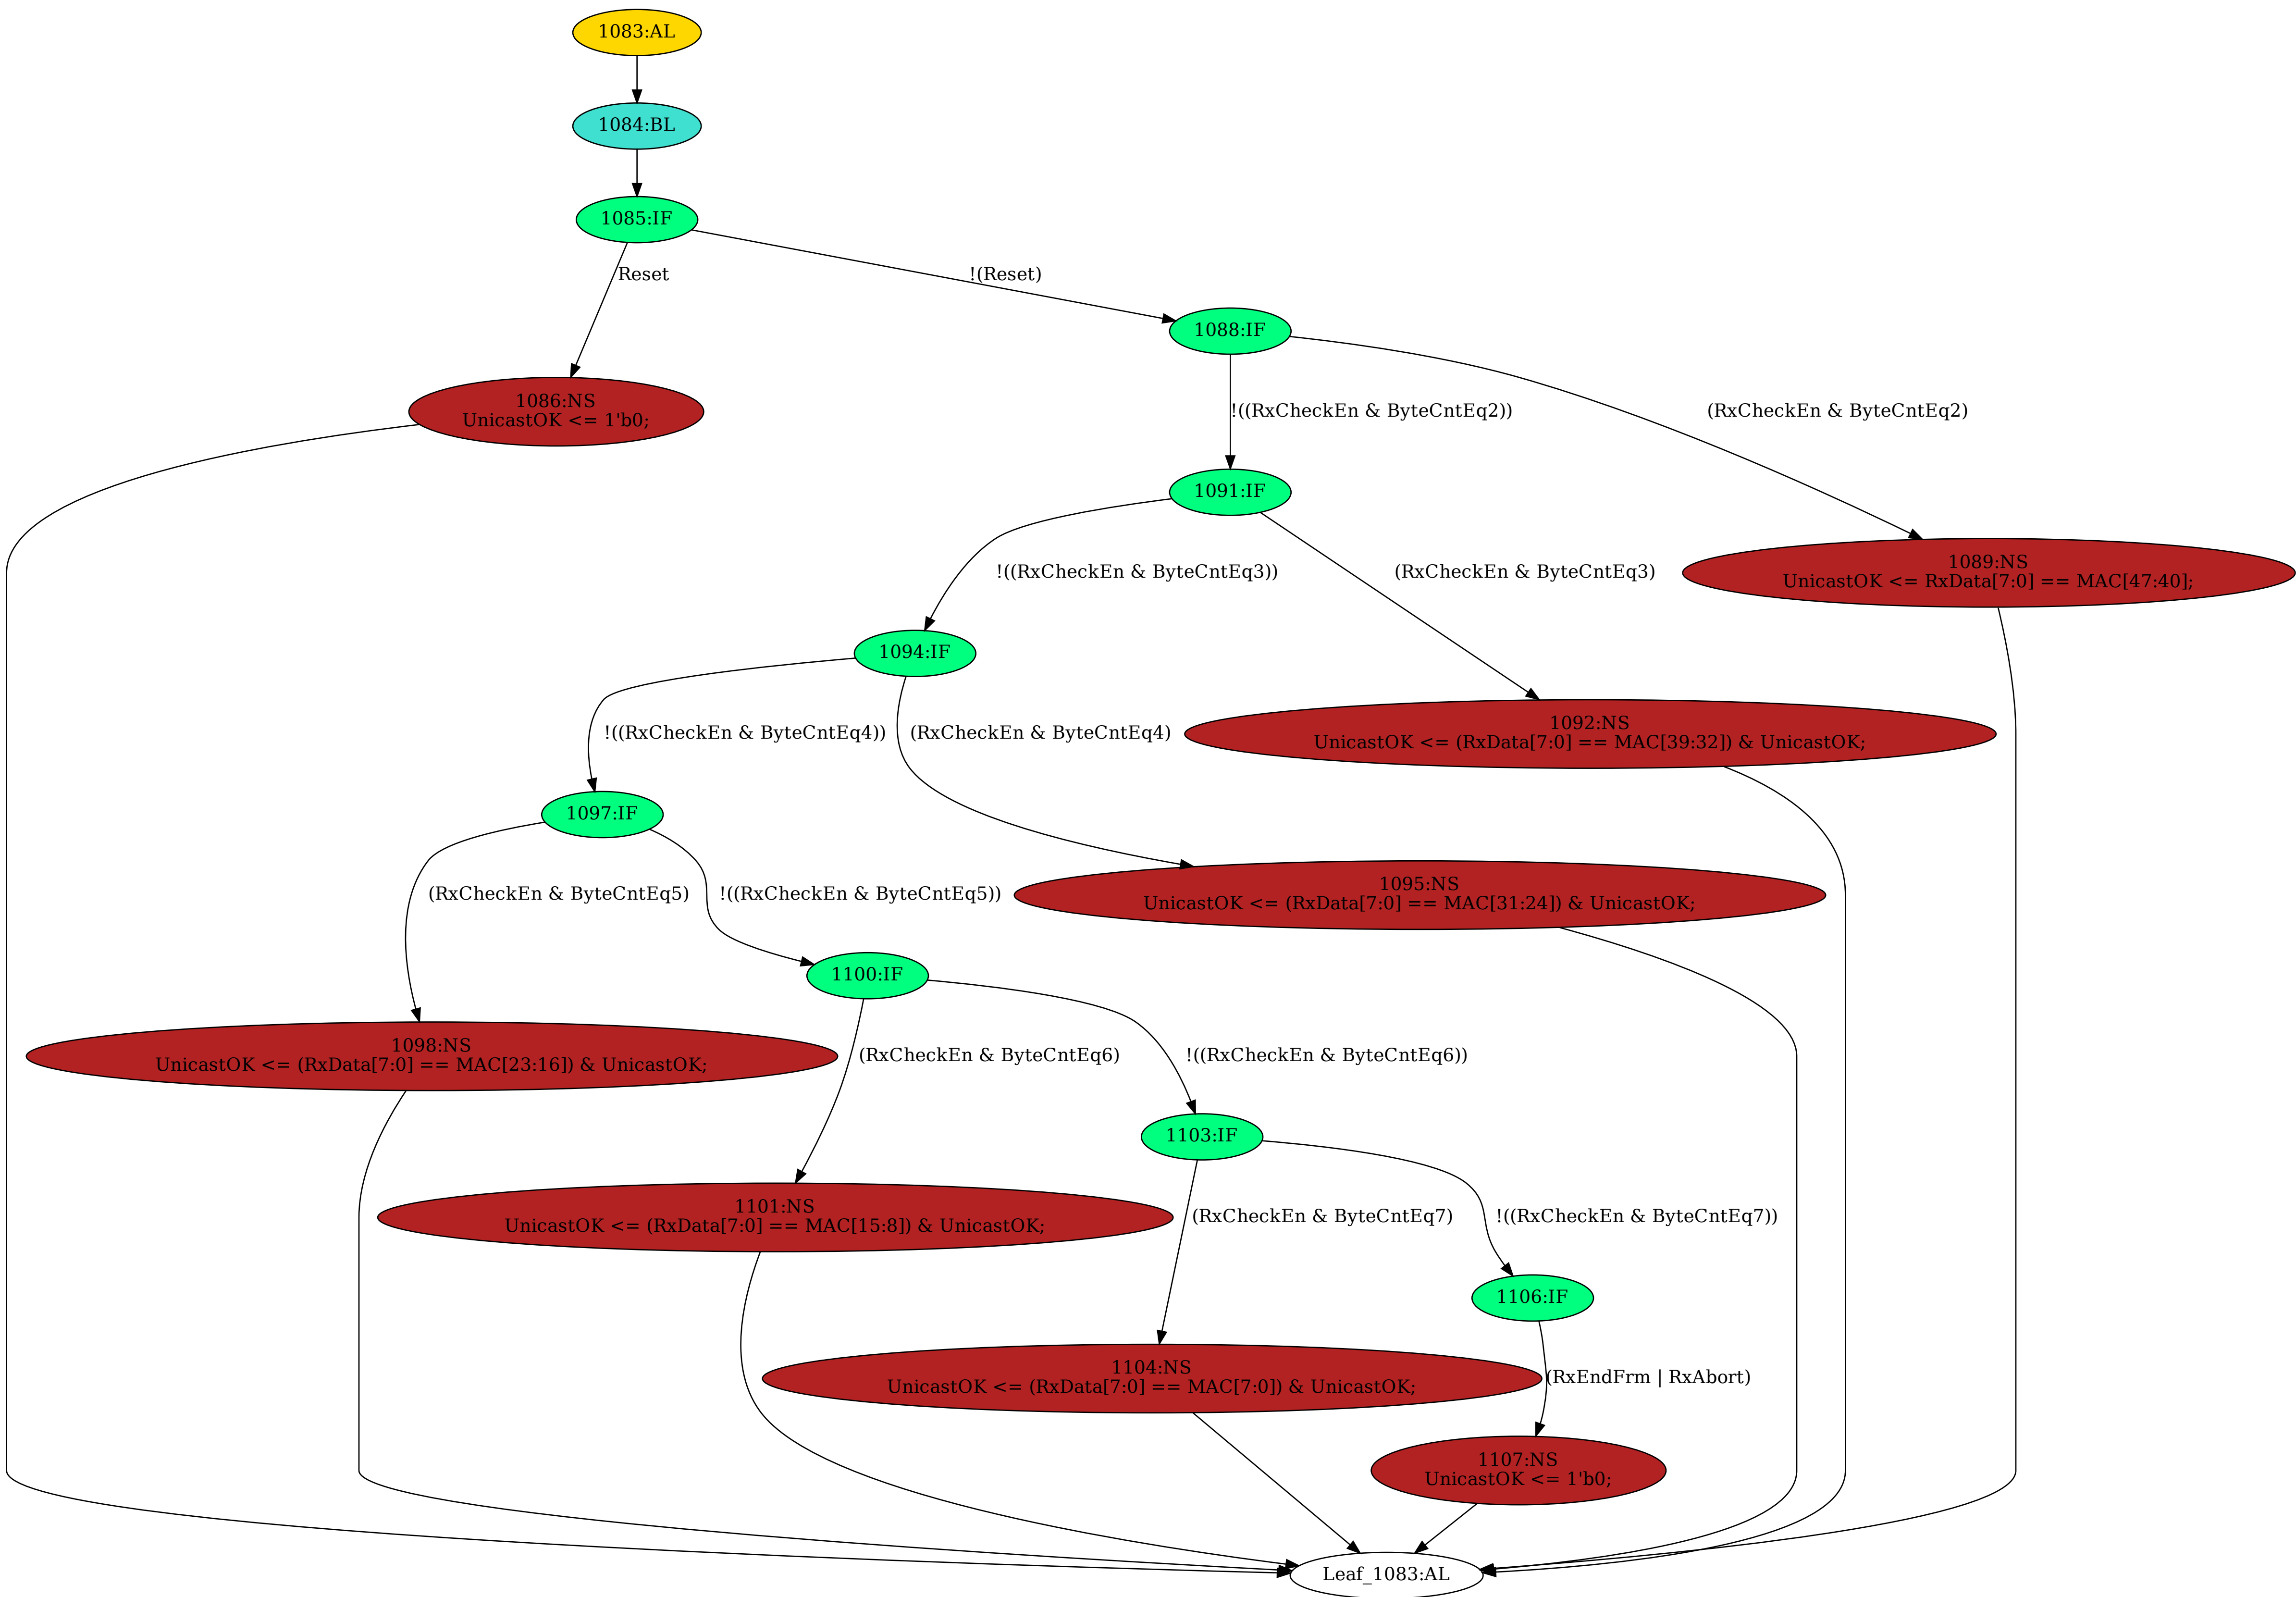 1083:AL
1084:BL
1085:IF
Reset
!(Reset)
1088:IF
1086:NS
UnicastOK <= 1'b0;
!((RxCheckEn & ByteCntEq2))
(RxCheckEn & ByteCntEq2)
1091:IF
1089:NS
UnicastOK <= RxData[7:0] == MAC[47:40];
!((RxCheckEn & ByteCntEq3))
(RxCheckEn & ByteCntEq3)
1094:IF
1092:NS
UnicastOK <= (RxData[7:0] == MAC[39:32]) & UnicastOK;
!((RxCheckEn & ByteCntEq4))
(RxCheckEn & ByteCntEq4)
1097:IF
1095:NS
UnicastOK <= (RxData[7:0] == MAC[31:24]) & UnicastOK;
(RxCheckEn & ByteCntEq5)
!((RxCheckEn & ByteCntEq5))
1100:IF
1098:NS
UnicastOK <= (RxData[7:0] == MAC[23:16]) & UnicastOK;
(RxCheckEn & ByteCntEq6)
!((RxCheckEn & ByteCntEq6))
1103:IF
1101:NS
UnicastOK <= (RxData[7:0] == MAC[15:8]) & UnicastOK;
(RxCheckEn & ByteCntEq7)
!((RxCheckEn & ByteCntEq7))
1106:IF
1104:NS
UnicastOK <= (RxData[7:0] == MAC[7:0]) & UnicastOK;
(RxEndFrm | RxAbort)
1107:NS
UnicastOK <= 1'b0;
Leaf_1083:AL